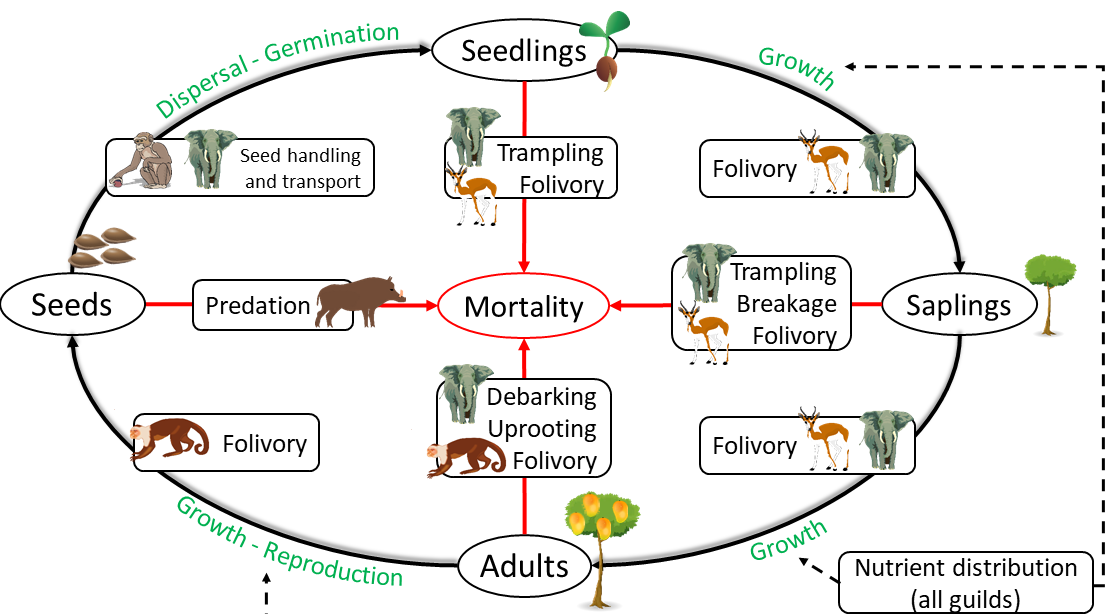 Seedlings
Dispersal - Germination
Growth
Seed handling
and transport
Trampling
Folivory
Folivory
Seeds
Predation
Mortality
Trampling
Breakage
Folivory
Saplings
Folivory
Debarking
Uprooting
Folivory
Folivory
Growth - Reproduction
Adults
Growth
Nutrient distribution
(all guilds)